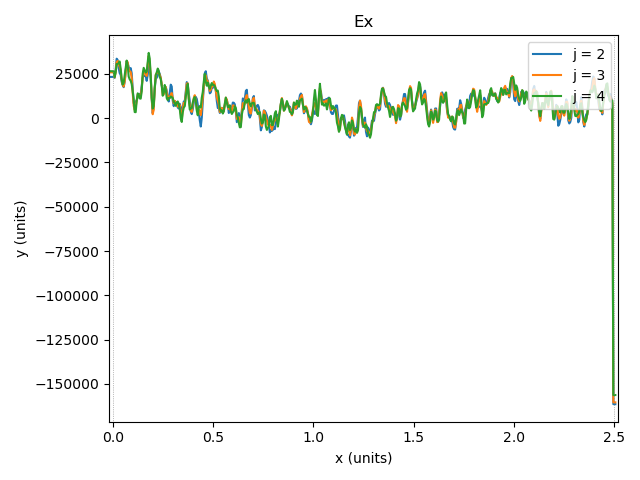 Ex
25000
0
−25000
−50000
−75000
−100000
−125000
−150000
y (units)
0.0 0.5 1.0 1.5 2.0 2.5
x (units)
j = 2
j = 3
j = 4